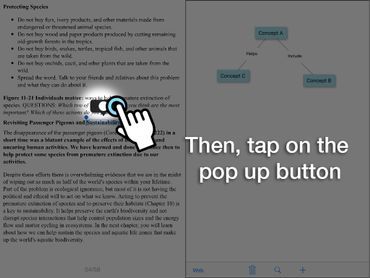 Protecting Species
• Do not buy furs, ivory products, and other materials made from
endangered or threatened animal species.
• Do not buy wood and paper products produced by cutting remaining
old-growth forests in the tropics.
• Do not buy birds, snakes, turtles, tropical fish, and other animals that
are taken from the wild.
• Do not buy orchids, cacti, and other plants that are taken from the
wild.
• Spread the word. Talk to your friends and relatives about this problem
and what they can do about it.
Figure 11-21 Individuals matter: ways to help prevent extinction of
species. QUESTIONS: Which two of you think are the most
important? Which of these actions do
Revisiting Passenger Pigeons and Sustainability
The disappearance of the passenger pigeon (Core 22) in a
short time was a blatant example of the effects of
uncaring human activities. We have learned and done since then to
help protect some species from premature extinction due to our
activities.
Despite these efforts there is overwhelming evidence that we are in the midst
of wiping out as much as half of the world's species within your lifetime.
Part of the problem is ecological ignorance, but most of it is not having the
political and ethical will to act on what we know. Acting to prevent the
premature extinction of species and to preserve their habitats (Chapter 10) is
a key to sustainability. It helps preserve the earth's biodiversity and not
disrupt species interactions that help control population sizes and the energy
flow and matter cycling in ecosystems. In the next chapter, you will learn
about how we can help sustain the species and aquatic life zones that make
up the world's aquatic biodiversity.
54/58
Concept A
Helps
Include
Concept C
Concept B
Then, tap on the
pop up button
Web